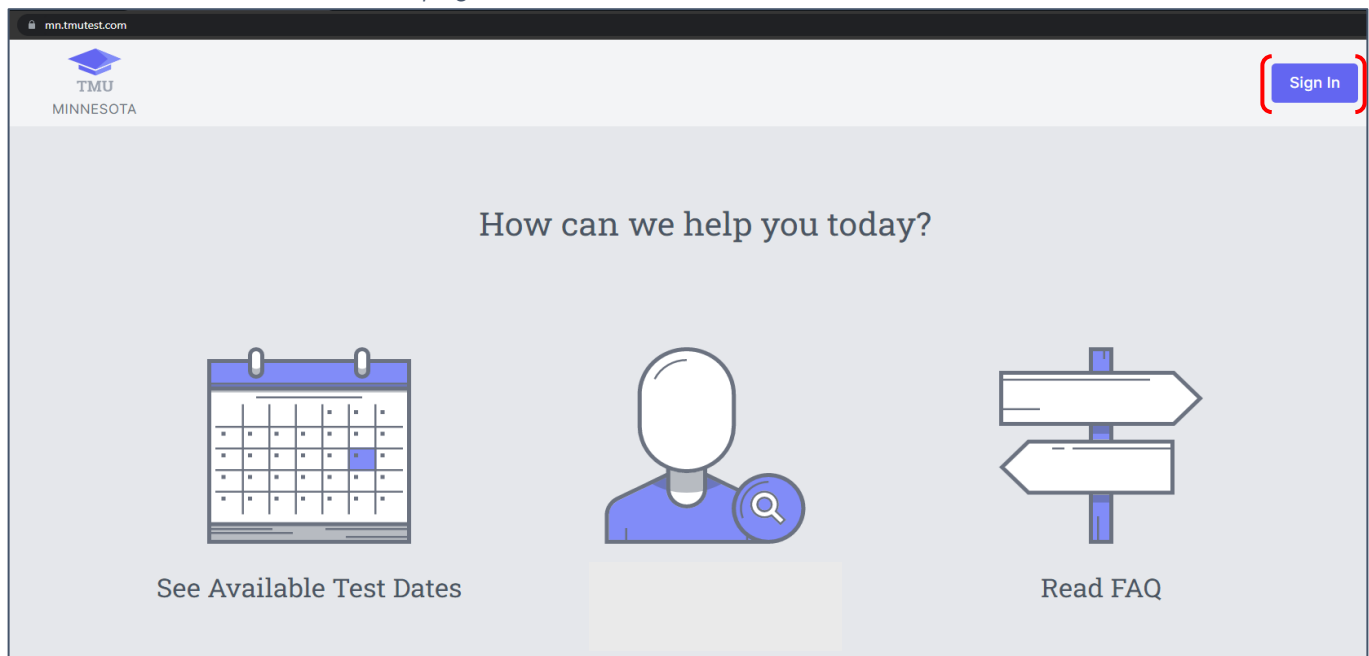 mn.tmutest.com
TMU
MINNESOTA
Sign In
How can we help you today?
See Available Test Dates
Read FAQ